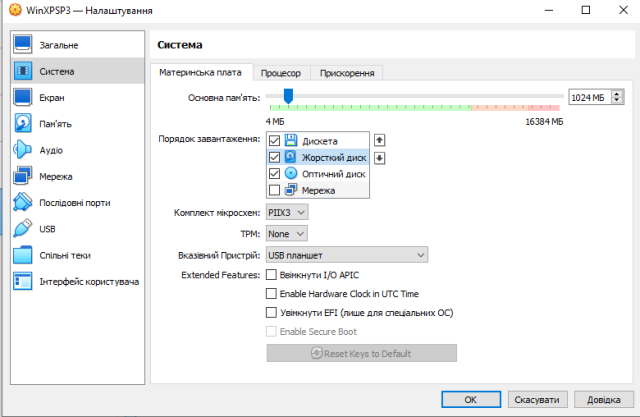 WinXPSP3 — Налаштування
Загальне
Система
Екран
Пам'ять
Аудіо
Мережа
Послідовні порти
USB
Спільні теки
Інтерфейс користувача
Система
Материнська плата Процесор Прискорення
Основна пам'ять: 1024 МБ
4 МБ 16384 МБ
Порядок завантаження: Дискета
Жорсткий диск
Оптичний диск
Мережа
Комплект мікросхем: PIIX3
TPM: None
Вказівний Пристрій: USB планшет
Extended Features: Ввімкнути I/O APIC
Enable Hardware Clock in UTC Time
Увімкнути EFI (лише для спеціальних ОС)
Enable Secure Boot
Reset Keys to Default
OK Скасувати Довідка